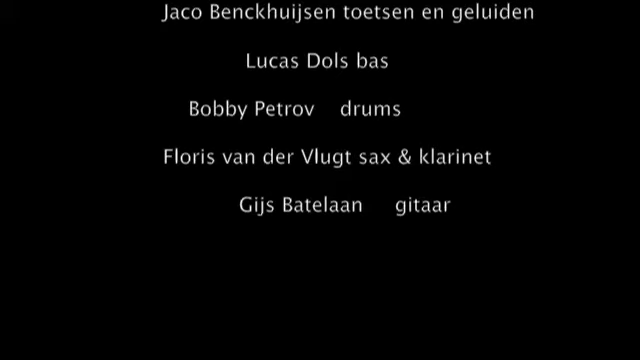 Jaco Benckhuijsen toetsen en geluiden
Lucas Dols bas
Bobby Petrov drums
Floris van der Vlugt sax & klarinet
Gijs Batelaan gitaar